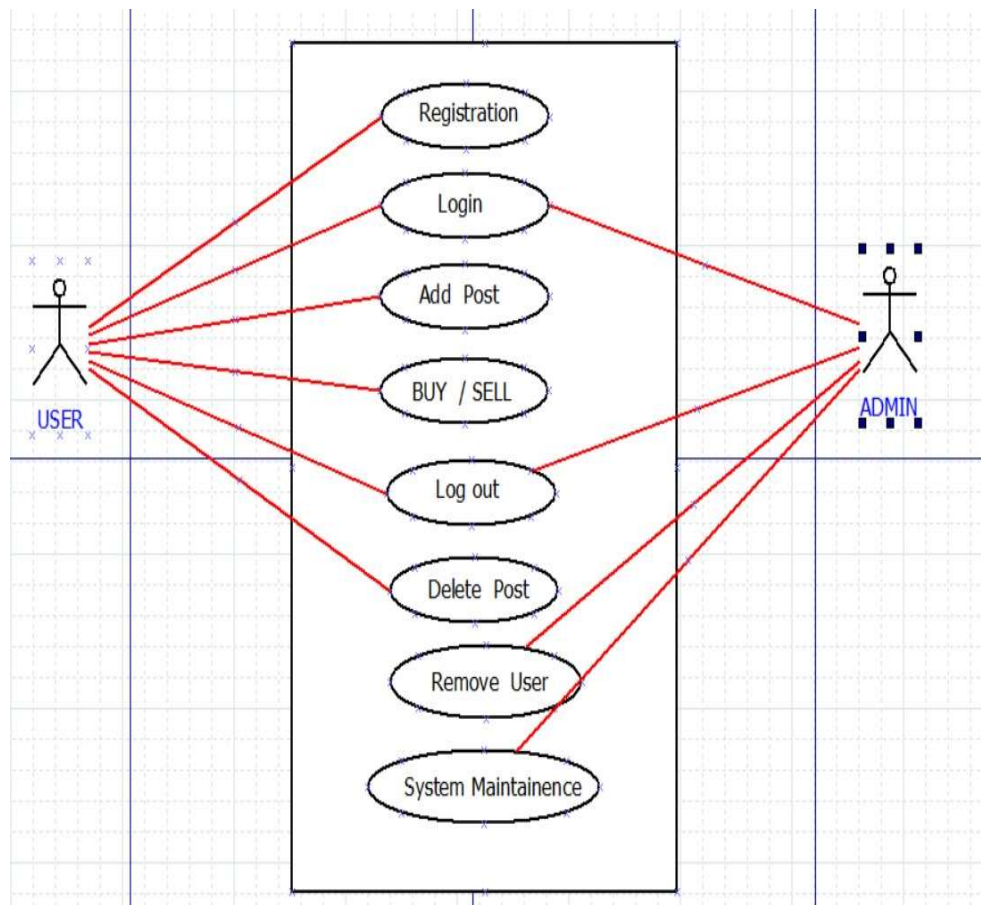 Registration
Login
Add Post
BUY / SELL
USER
ADMIN
Log out
Delete Post
Remove User
System Maintainence